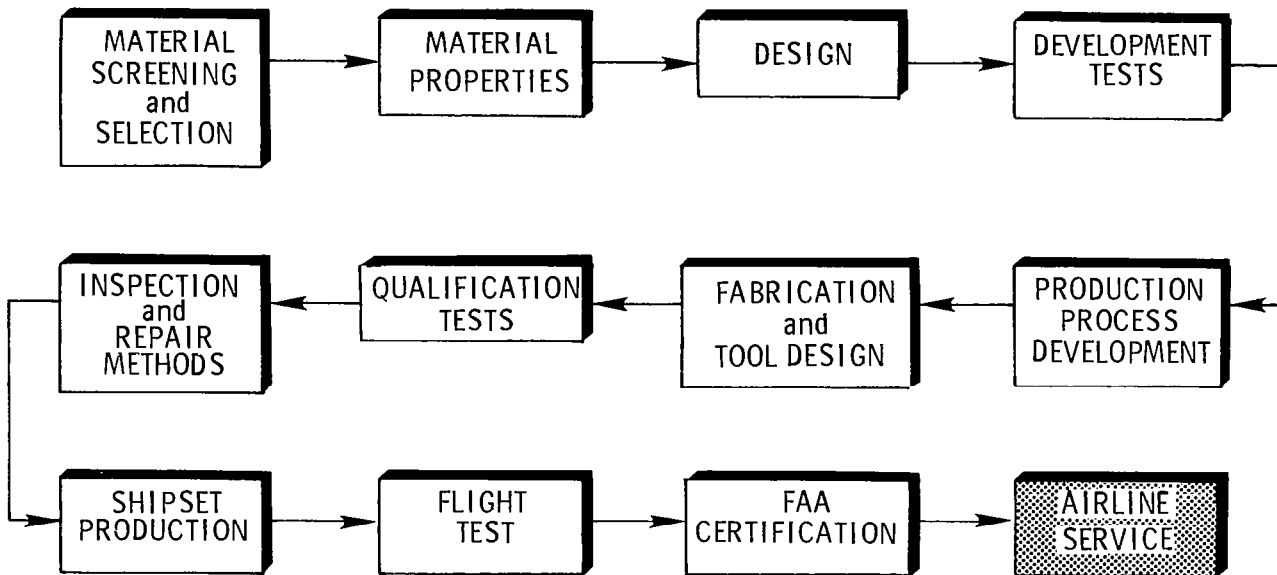 MATERIAL
SCREENING
and
SELECTION
MATERIAL
PROPERTIES
DESIGN
DEVELOPMENT
TESTS
PRODUCTION
PROCESS
DEVELOPMENT
FABRICATION
and
TOOL DESIGN
QUALIFICATION
TESTS
INSPECTION
and
REPAIR
METHODS
SHIPSET
PRODUCTION
FLIGHT
TEST
FAA
CERTIFICATION
AIRLINE
SERVICE